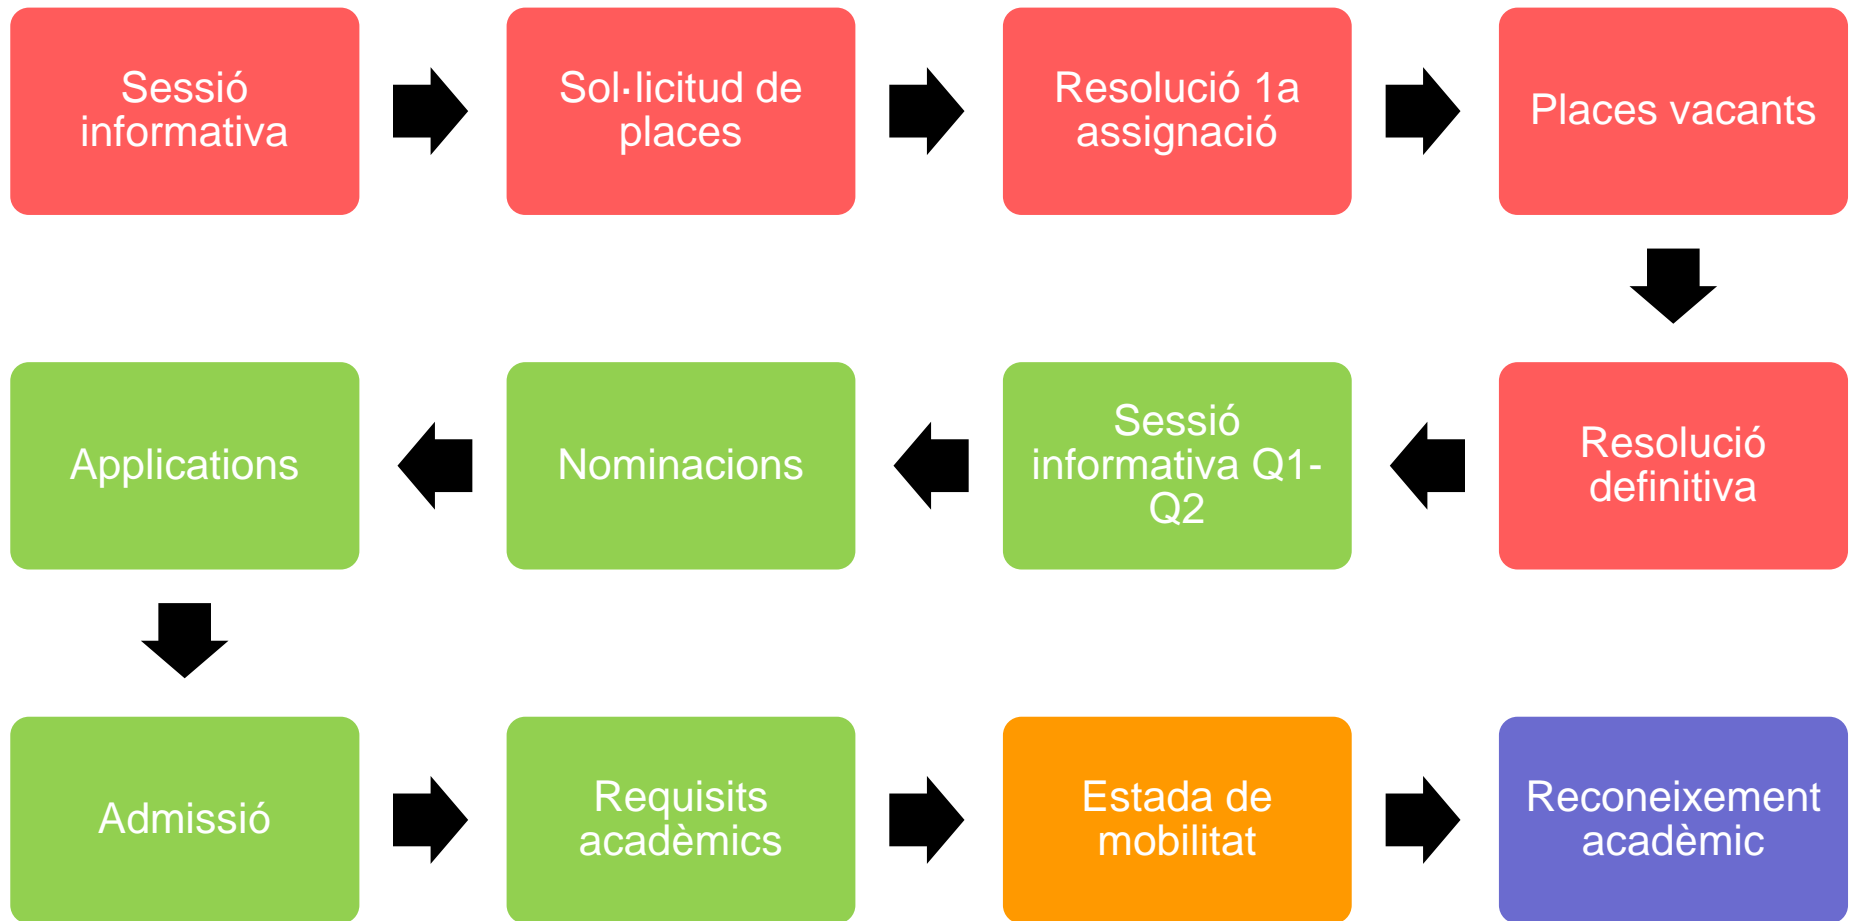 Sessió
informativa
Sol·licitud de
places
Resolució 1a
assignació
Places vacants
Resolució
definitiva
Sessió
informativa Q1-
Q2
Nominacions
Applications
Admissió
Requisits
acadèmics
Estada de
mobilitat
Reconeixement
acadèmic